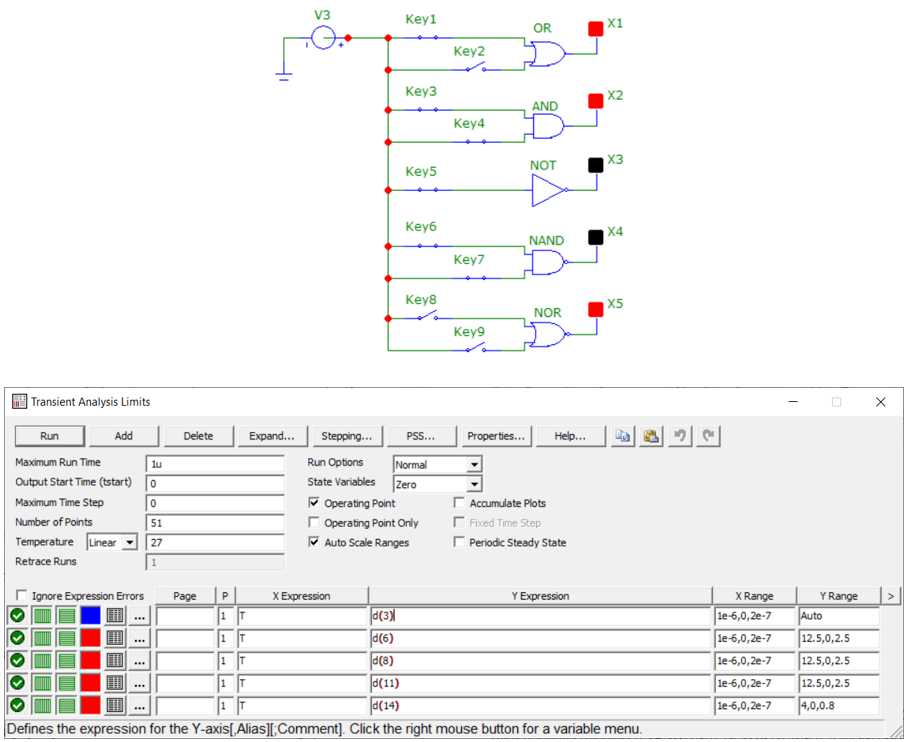 V3
Key1
OR
X1
Key2
Key3
AND
X2
Key4
Key5
NOT
X3
Key6
NAND
X4
Key7
Key8
NOR
X5
Key9
Transient Analysis Limits
Run Add Delete Expand... Stepping... PSS... Properties... Help...
Maximum Run Time 1u Run Options Normal
Output Start Time (tstart) 0 State Variables Zero
Maximum Time Step 0 Operating Point Accumulate Plots
Number of Points 51 Operating Point Only Fixed Time Step
Temperature Linear 27 Auto Scale Ranges Periodic Steady State
Retrace Runs 1
Ignore Expression Errors Page P X Expression Y Expression X Range Y Range >
... 1 T d(3) 1e-6,0,2e-7 Auto
... 1 T d(6) 1e-6,0,2e-7 12.5,0,2.5
... 1 T d(8) 1e-6,0,2e-7 12.5,0,2.5
... 1 T d(11) 1e-6,0,2e-7 12.5,0,2.5
... 1 T d(14) 1e-6,0,2e-7 4,0,0.8
Defines the expression for the Y-axis[,Alias][;Comment]. Click the right mouse button for a variable menu.